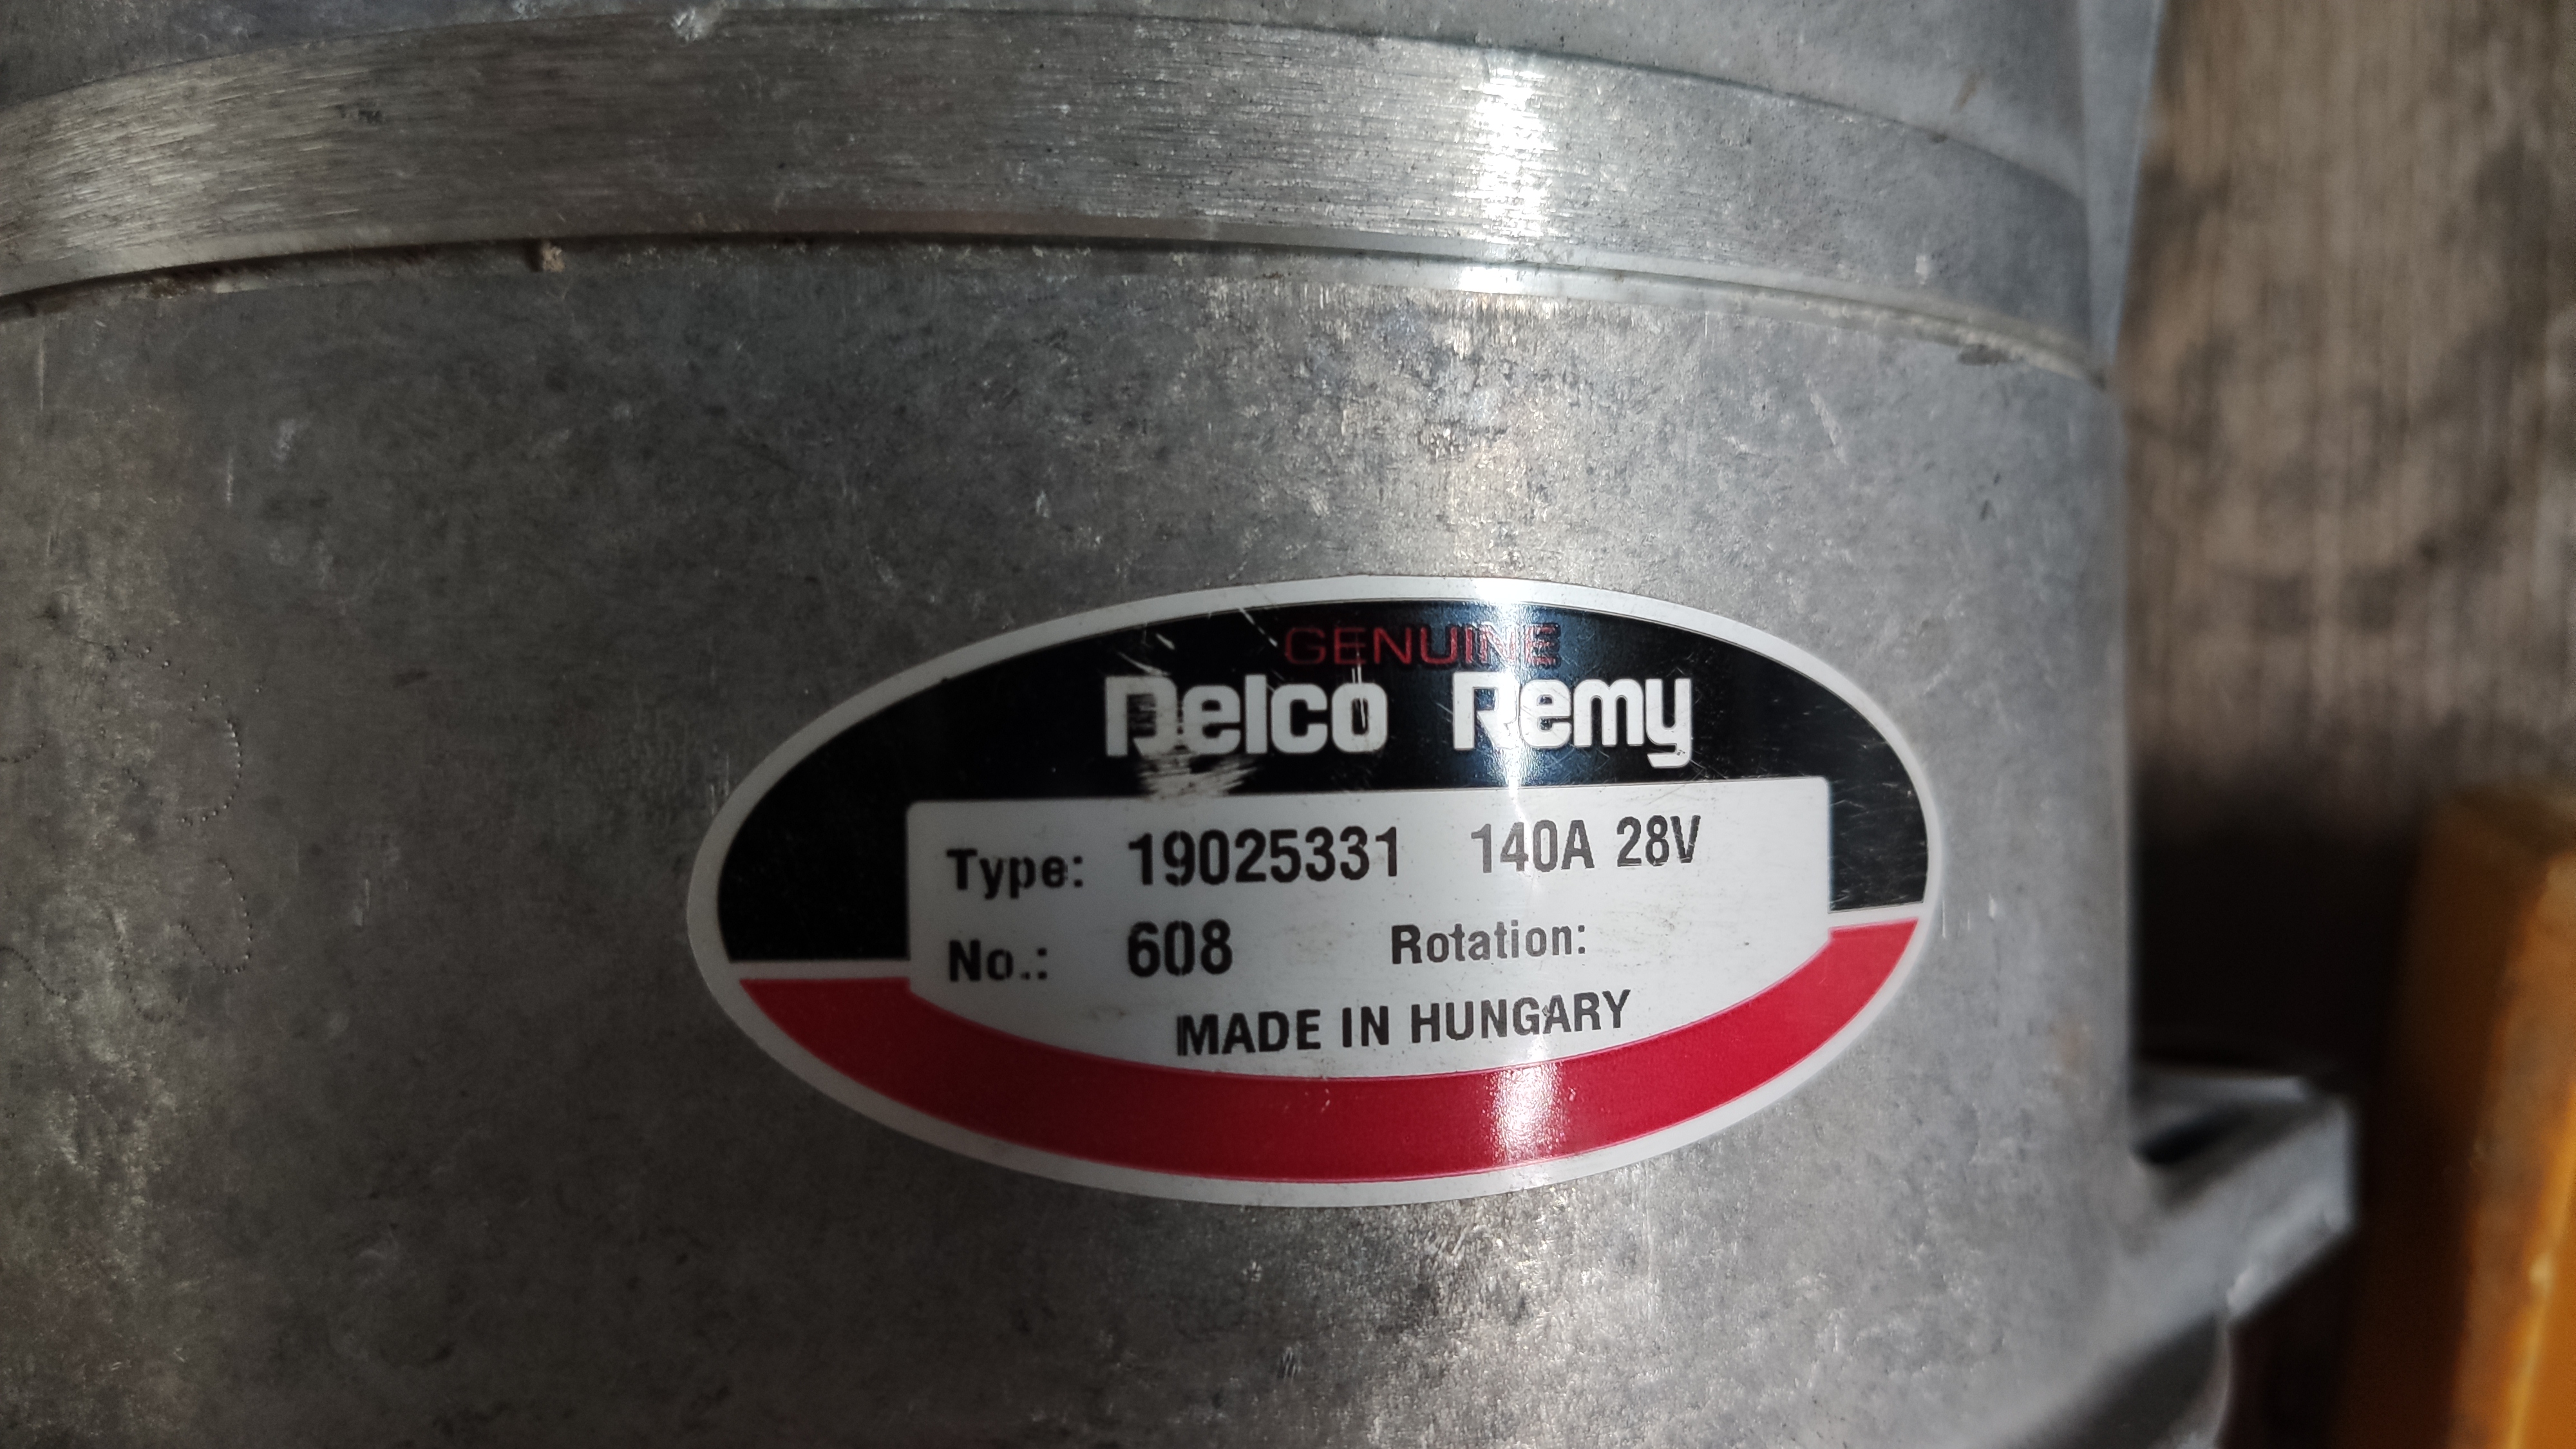 GENUINE
Delco Remy
Type: 19025331 140A 28V
No.: 608 Rotation:
MADE IN HUNGARY